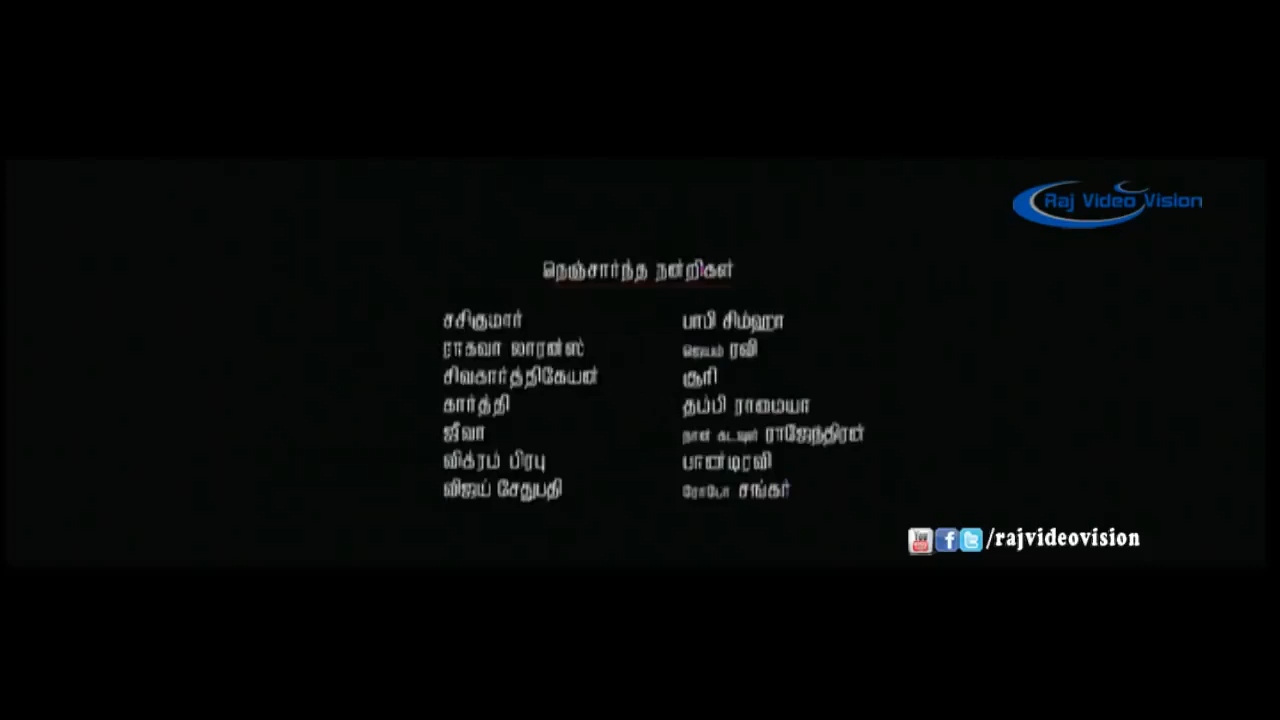 Raj Video Vision
நெஞ்சார்ந்த நன்றிகள்
சசிகுமார்
ராகவா லாரன்ஸ்
சிவகார்த்திகேயன்
கார்த்தி
ஜீவா
விக்ரம் பிரபு
விஜய் சேதுபதி
பாபி சிம்ஹா
ஜெயம் ரவி
சூரி
தம்பி ராமையா
நான் கடவுள் ராஜேந்திரன்
பாண்டிரவி
ரோபோ சங்கர்
/rajvideovision